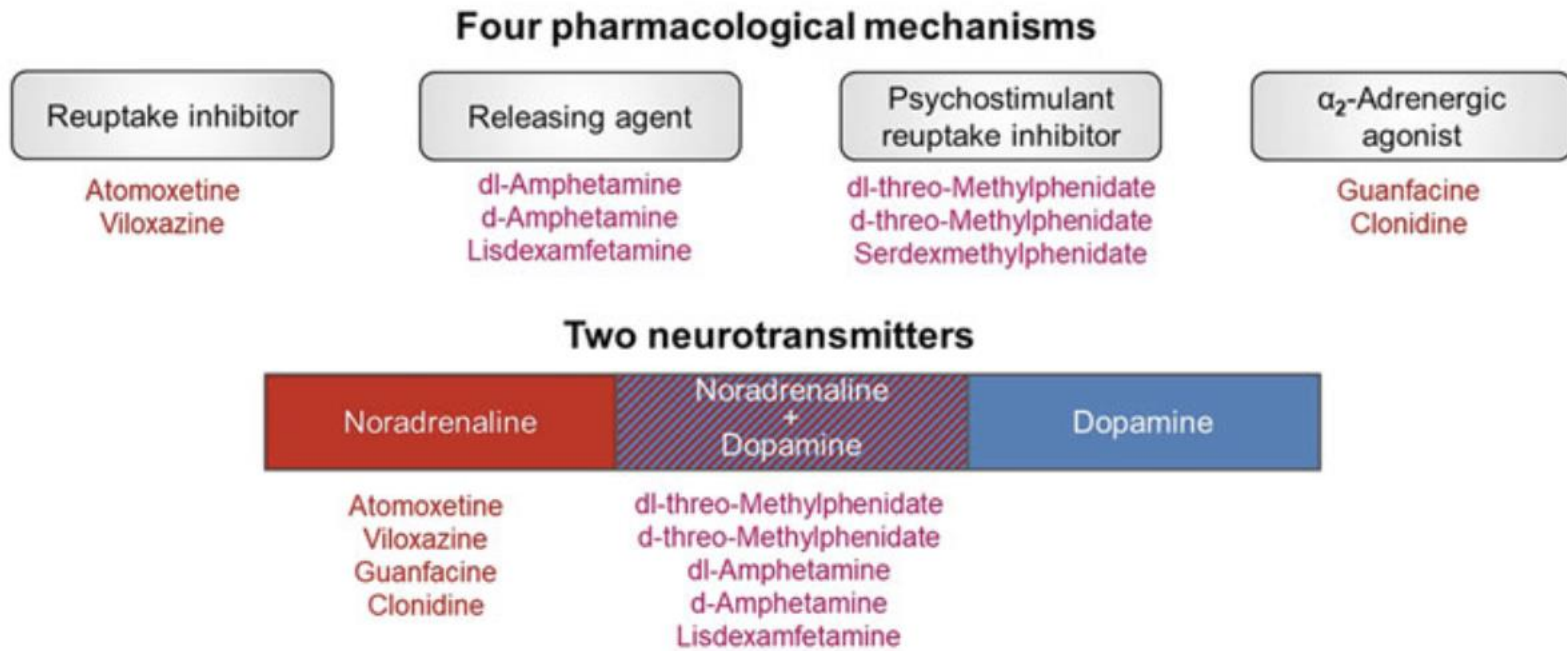 Four pharmacological mechanisms
Reuptake inhibitor
Atomoxetine
Viloxazine
Releasing agent
dl-Amphetamine
d-Amphetamine
Lisdexamfetamine
Psychostimulant
reuptake inhibitor
dl-threo-Methylphenidate
d-threo-Methylphenidate
Serdexmethylphenidate
α₂-Adrenergic
agonist
Guanfacine
Clonidine
Two neurotransmitters
Noradrenaline
Atomoxetine
Viloxazine
Guanfacine
Clonidine
Noradrenaline
+
Dopamine
dl-threo-Methylphenidate
d-threo-Methylphenidate
dl-Amphetamine
d-Amphetamine
Lisdexamfetamine
Dopamine